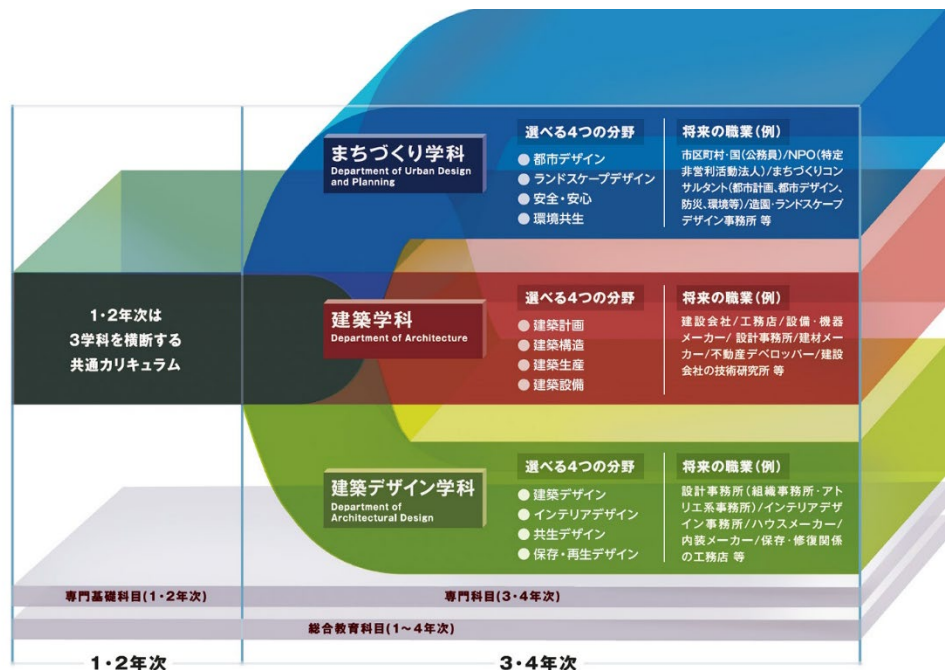 1・2年次は
3学科を横断する
共通カリキュラム
まちづくり学科
Department of Urban Design
and Planning
選べる4つの分野
●都市デザイン
●ランドスケープデザイン
●安全・安心
●環境共生
将来の職業(例)
市区町村・国(公務員)/NPO(特定
非営利活動法人)/まちづくりコン
サルタント(都市計画、都市デザイン、
防災、環境等)/造園・ランドスケープ
デザイン事務所 等
建築学科
Department of Architecture
選べる4つの分野
●建築計画
●建築構造
●建築生産
●建築設備
将来の職業(例)
建設会社/工務店/設備・機器
メーカー/ 設計事務所/建材メー
カー/不動産デベロッパー/建設
会社の技術研究所 等
建築デザイン学科
Department of
Architectural Design
選べる4つの分野
●建築デザイン
●インテリアデザイン
●共生デザイン
●保存・再生デザイン
将来の職業(例)
設計事務所(組織事務所・アト
リエ系事務所)/インテリアデザ
イン事務所/ハウスメーカー/
内装メーカー/保存・修復関係
の工務店 等
専門基礎科目(1・2年次)
専門科目(3・4年次)
総合教育科目(1〜4年次)
1・2年次
3・4年次